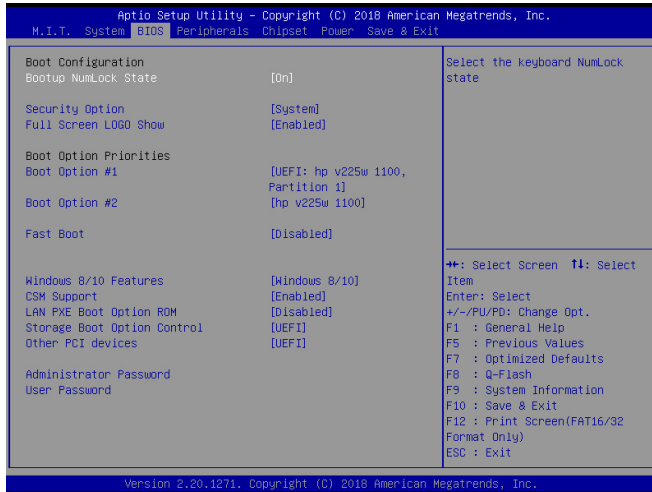 Aptio Setup Utility - Copyright (C) 2018 American Megatrends, Inc.
M.I.T. System BIOS Peripherals Chipset Power Save & Exit
Boot Configuration
Bootup NumLock State [On]
Security Option [System]
Full Screen LOGO Show [Enabled]
Boot Option Priorities
Boot Option #1 [UEFI: hp v225w 1100,
Partition 1]
Boot Option #2 [hp v225w 1100]
Fast Boot [Disabled]
Windows 8/10 Features [Windows 8/10]
CSM Support [Enabled]
LAN PXE Boot Option ROM [Disabled]
Storage Boot Option Control [UEFI]
Other PCI devices [UEFI]
Administrator Password
User Password
Select the keyboard NumLock
state
→←: Select Screen ↑↓: Select
Item
Enter: Select
+/-/PU/PD: Change Opt.
F1 : General Help
F5 : Previous Values
F7 : Optimized Defaults
F8 : Q-Flash
F9 : System Information
F10 : Save & Exit
F12 : Print Screen(FAT16/32
Format Only)
ESC : Exit
Version 2.20.1271. Copyright (C) 2018 American Megatrends, Inc.